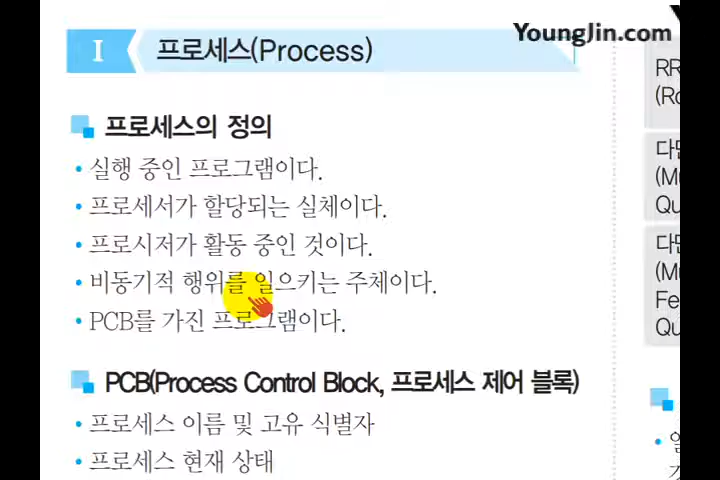 YoungJin.com
I 프로세스(Process)
프로세스의 정의
• 실행 중인 프로그램이다.
• 프로세서가 할당되는 실체이다.
• 프로시저가 활동 중인 것이다.
• 비동기적 행위를 일으키는 주체이다.
• PCB를 가진 프로그램이다.
PCB(Process Control Block, 프로세스 제어 블록)
• 프로세스 이름 및 고유 식별자
• 프로세스 현재 상태
RR
(Ro
다단
(Mu
Qu
다단
(Mu
Fe
Qu